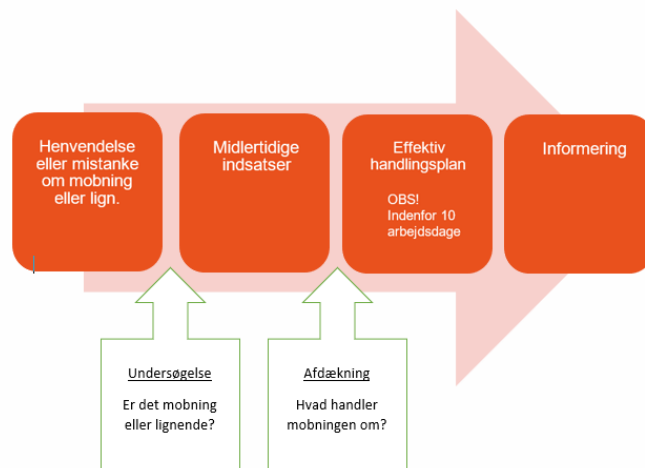 Henvendelse
eller mistanke
om mobning
eller lign.
Midlertidige
indsatser
Effektiv
handlingsplan
OBS!
Indenfor 10
arbejdsdage
Informering
Undersøgelse
Er det mobning
eller lignende?
Afdækning
Hvad handler
mobningen om?